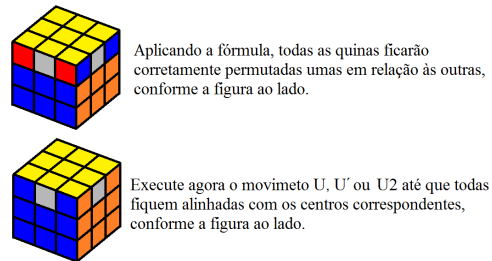 Aplicando a fórmula, todas as quinas ficarão
corretamente permutadas umas em relação às outras,
conforme a figura ao lado.
Execute agora o movimeto U, U´ ou U2 até que todas
fiquem alinhadas com os centros correspondentes,
conforme a figura ao lado.